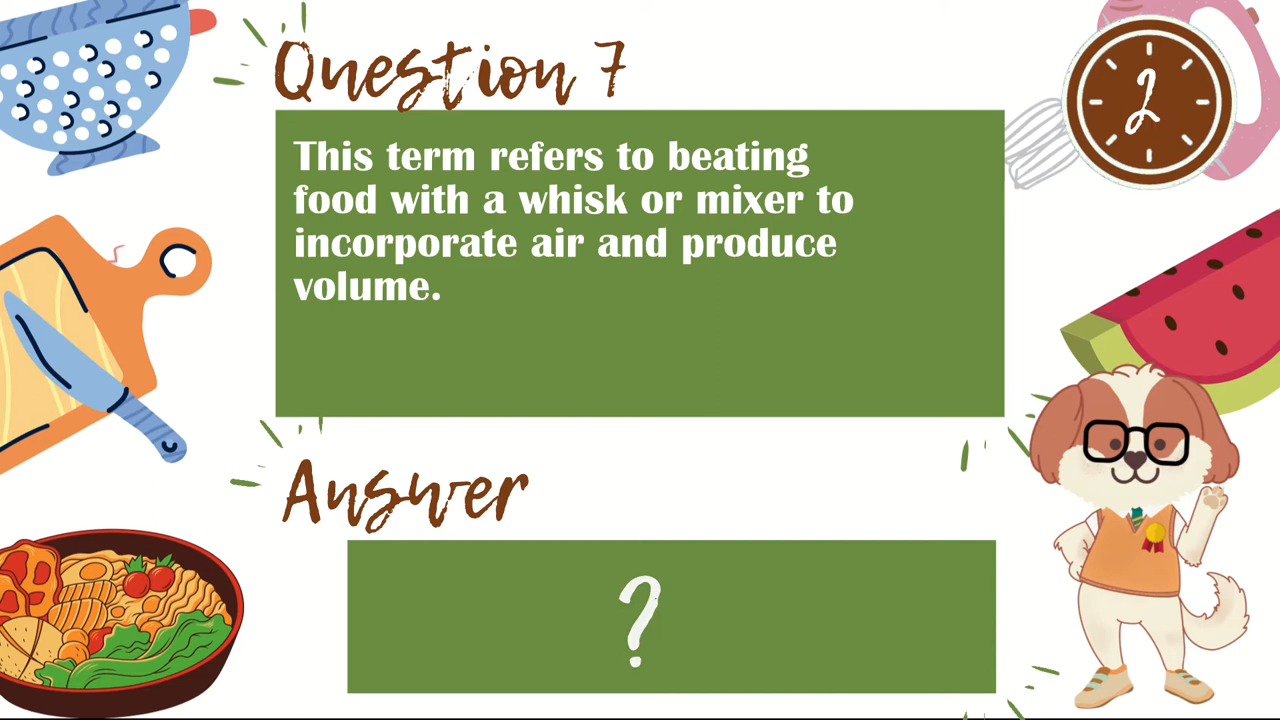 Question 7
2
This term refers to beating
food with a whisk or mixer to
incorporate air and produce
volume.
Answer
?